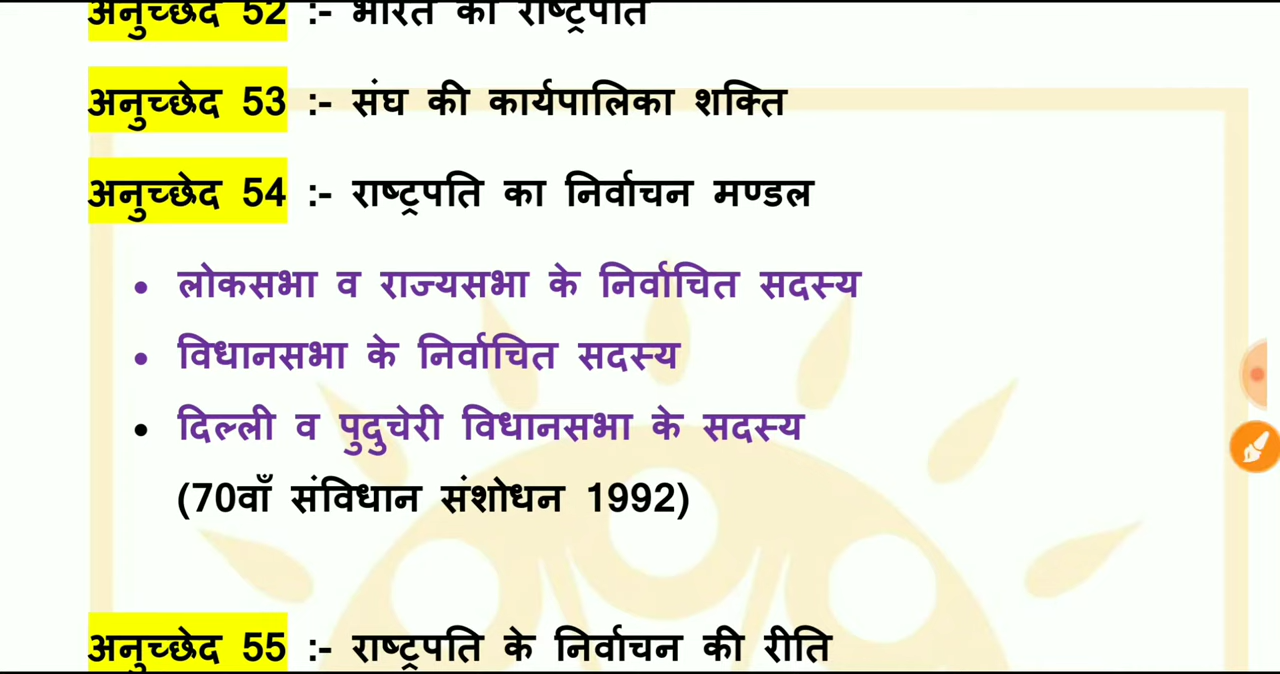 अनुच्छेद 52 :- भारत का राष्ट्रपति
अनुच्छेद 53 :- संघ की कार्यपालिका शक्ति
अनुच्छेद 54 :- राष्ट्रपति का निर्वाचन मण्डल
• लोकसभा व राज्यसभा के निर्वाचित सदस्य
• विधानसभा के निर्वाचित सदस्य
• दिल्ली व पुदुचेरी विधानसभा के सदस्य
(70वाँ संविधान संशोधन 1992)
अनुच्छेद 55 :- राष्ट्रपति के निर्वाचन की रीति